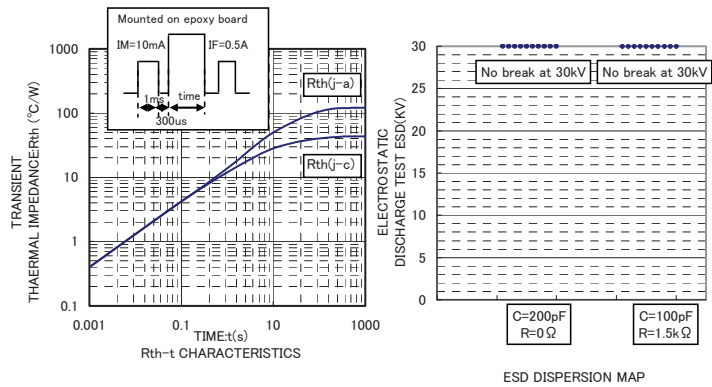 Mounted on epoxy board
IM=10mA
IF=0.5A
1ms
time
300us
Rth(j-a)
Rth(j-c)
1000
100
10
1
0.1
0.001
0.1
10
1000
TRANSIENT
THAERMAL IMPEDANCE:Rth (°C/W)
TIME:t(s)
Rth-t CHARACTERISTICS
30
25
20
15
10
5
0
No break at 30kV
No break at 30kV
ELECTROSTATIC
DISCHARGE TEST ESD(KV)
C=200pF
R=0Ω
C=100pF
R=1.5kΩ
ESD DISPERSION MAP